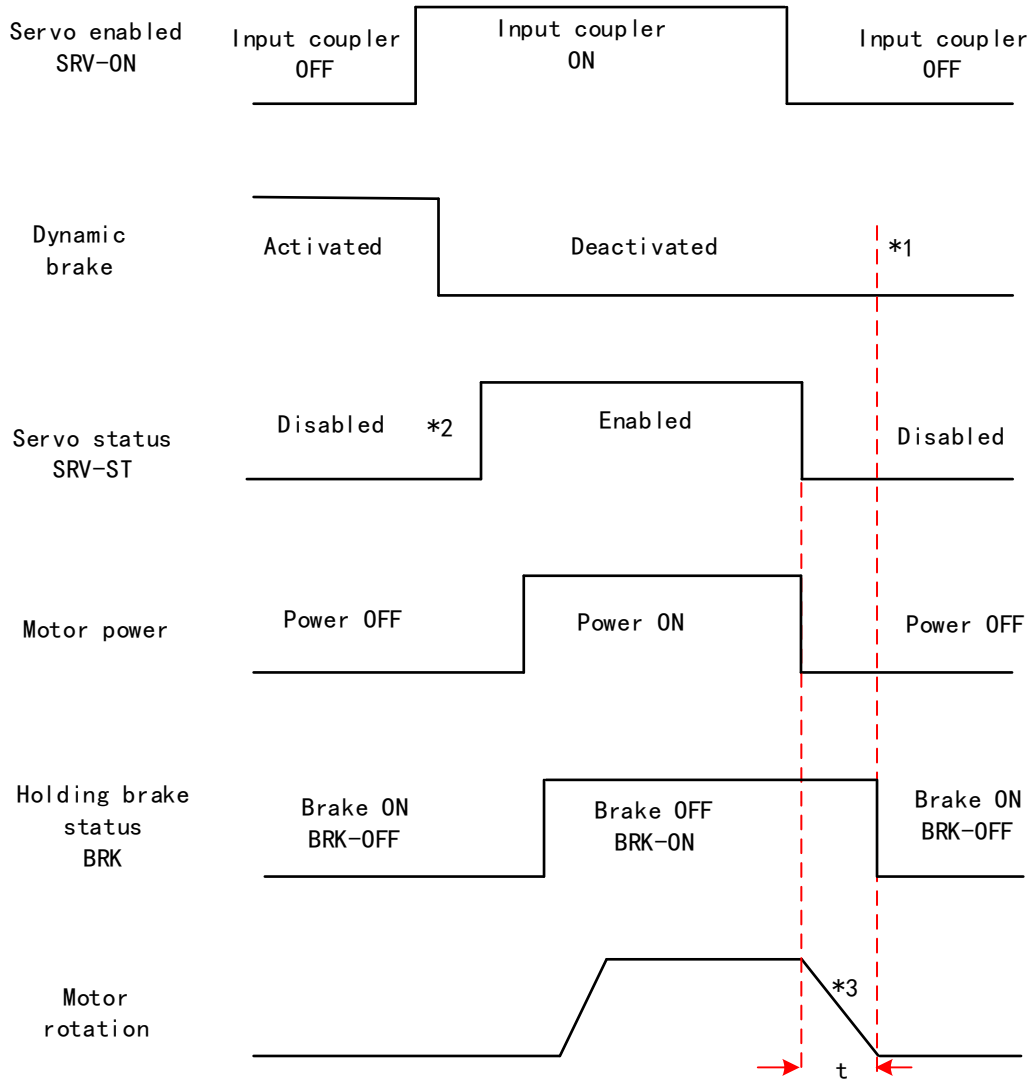 Servo enabled
SRV-ON
Input coupler
OFF
Input coupler
ON
Input coupler
OFF
Dynamic
brake
Activated
Deactivated
*1
Servo status
SRV-ST
Disabled
*2
Enabled
Disabled
Motor power
Power OFF
Power ON
Power OFF
Holding brake
status
BRK
Brake ON
BRK-OFF
Brake OFF
BRK-ON
Brake ON
BRK-OFF
Motor
rotation
*3
t